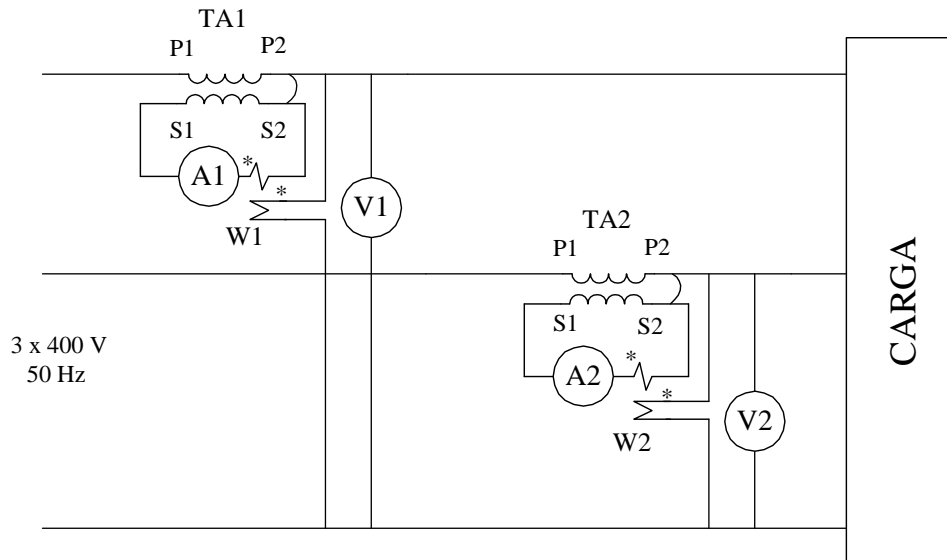 TA1
P1 P2
S1 S2
* 
A1
*
W1
V1
TA2
P1 P2
S1 S2
*
A2
*
W2
V2
3 x 400 V
50 Hz
CARGA